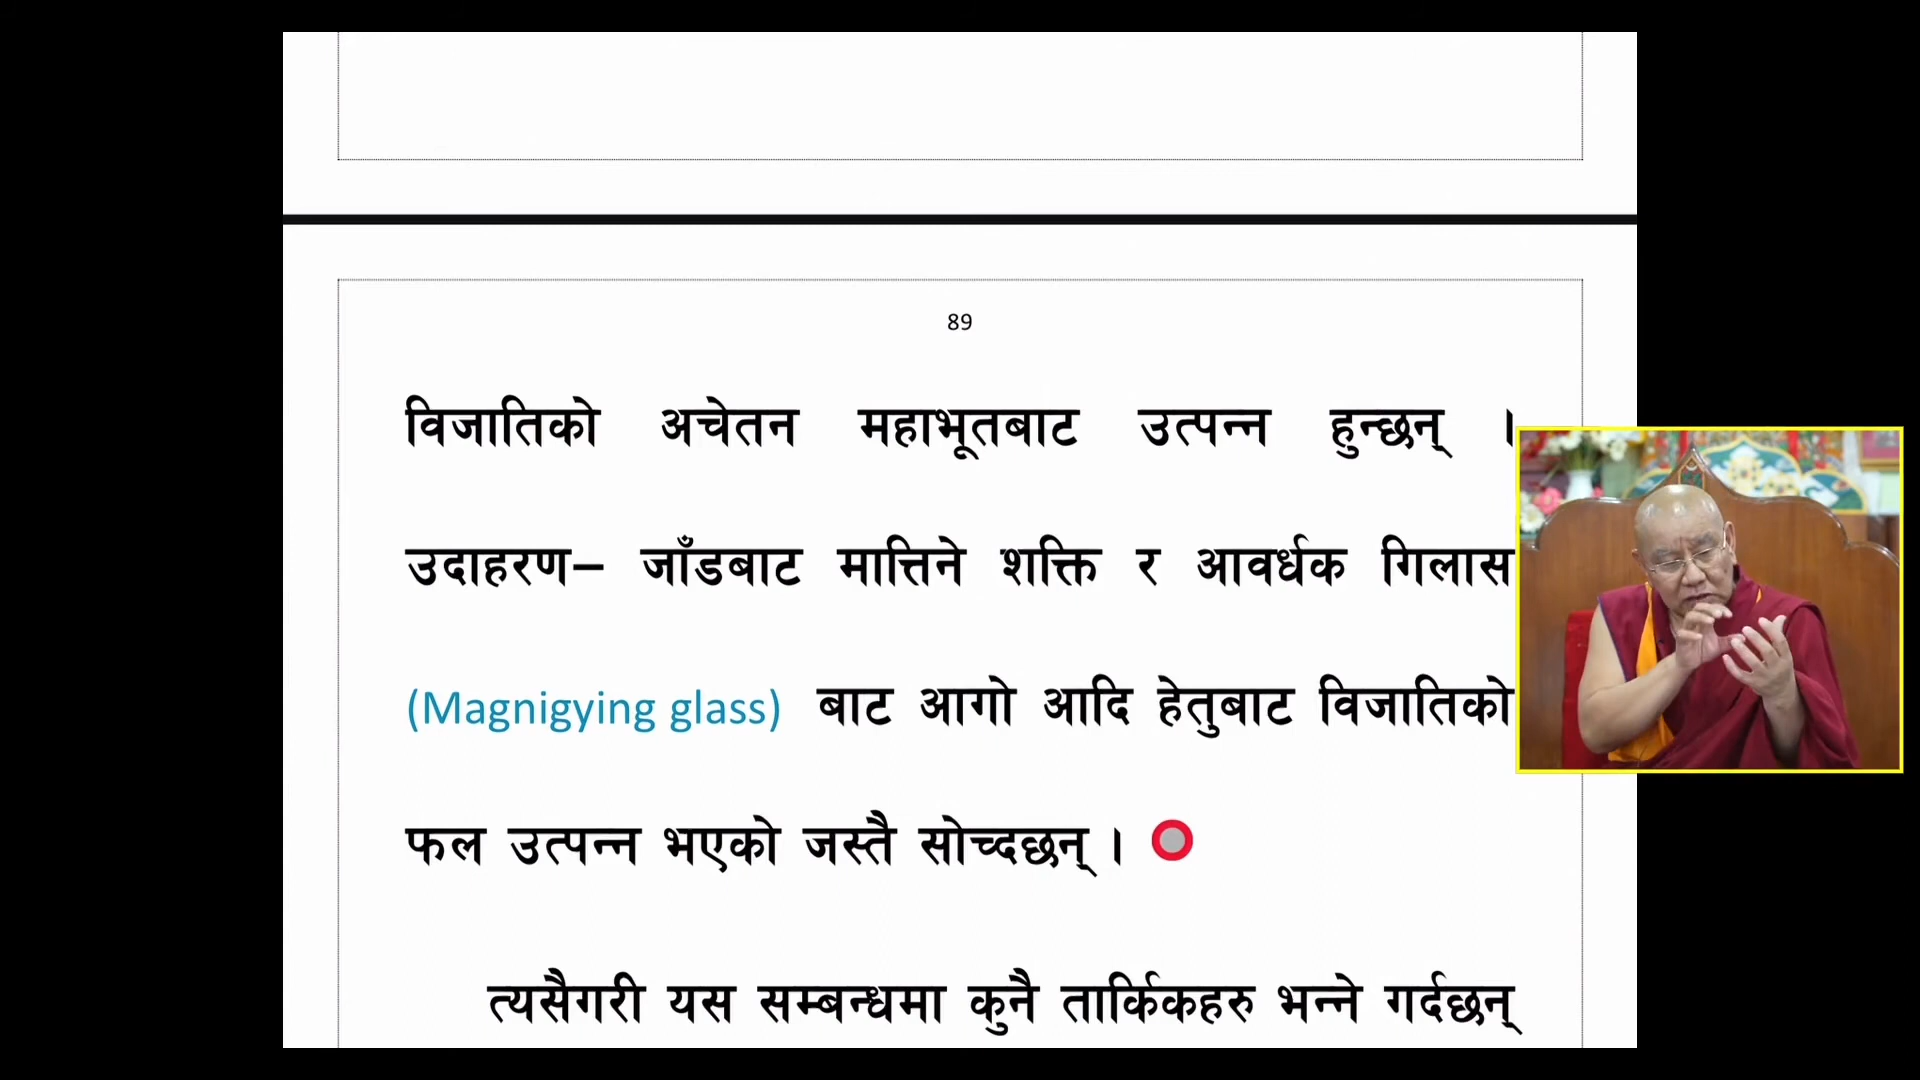 89
विजातिको अचेतन महाभूतबाट उत्पन्न हुन्छन् ।
उदाहरण– जाँडबाट मात्तिने शक्ति र आवर्धक गिलास
(Magnigying glass) बाट आगो आदि हेतुबाट विजातिको
फल उत्पन्न भएको जस्तै सोच्दछन् ।
त्यसैगरी यस सम्बन्धमा कुनै तार्किकहरु भन्ने गर्दछन्